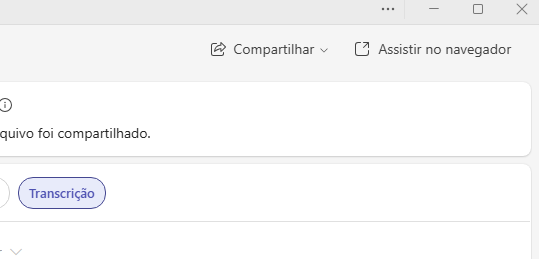 Compartilhar
Assistir no navegador
quivo foi compartilhado.
Transcrição